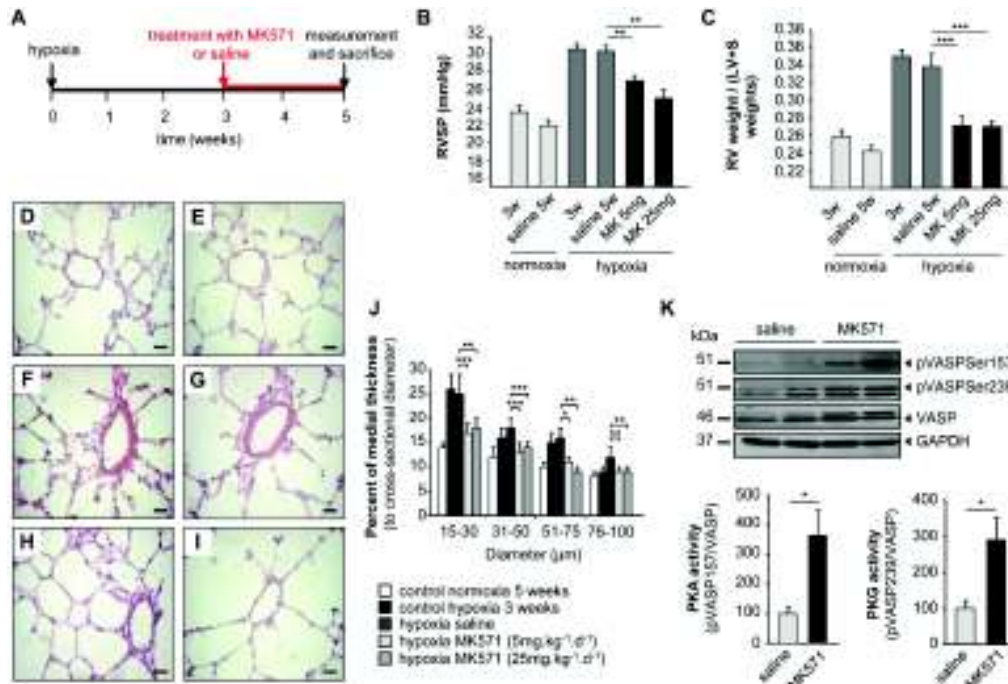 A
hypoxia
treatment with MK571
or saline
measurement
and sacrifice
0 1 2 3 4 5
time (weeks)
B
RVSP (mmHg)
32
30
28
26
24
22
20
18
16
**
**
3w
saline 5w
3w
saline 5w
MK 5mg
MK 25mg
normoxia
hypoxia
C
RV weight / (LV+S
weights)
0.38
0.36
0.32
0.28
0.26
0.24
0.20
***
***
3w
saline 5w
3w
saline 5w
MK 5mg
MK 25mg
normoxia
hypoxia
D
E
F
G
H
I
J
Percent of medial thickness
[to cross-sectional diameter]
25
20
15
10
5
0
15-30 31-50 51-75 76-100
Diameter (µm)
control normoxia 5 weeks
control hypoxia 3 weeks
hypoxia saline
hypoxia MK571 (5mg.kg⁻¹.d⁻¹)
hypoxia MK571 (25mg.kg⁻¹.d⁻¹)
K
kDa
saline
MK571
51
pVASPSer157
51
pVASPSer239
46
VASP
37
GAPDH
PKA activity
(pVASP157/VASP)
500
400
300
200
100
0
*
saline
MK571
PKG activity
(pVASP239/VASP)
400
300
200
100
0
*
saline
MK571